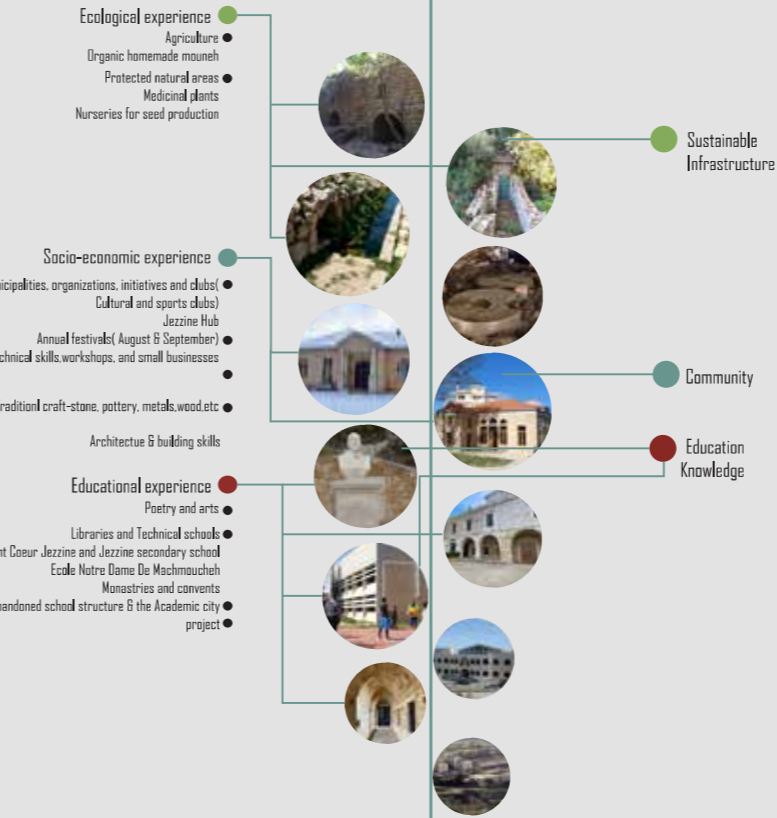 Ecological experience
Agriculture
Organic homemade mouneh
Protected natural areas
Medicinal plants
Nurseries for seed production
Sustainable
Infrastructure
Socio-economic experience
organizations, initiatives and clubs(
Cultural and sports clubs)
Jezzine Hub
Annual festivals( August & September)
skills,workshops, and small businesses
craft-stone, pottery, metals,wood.etc
Architectue & building skills
Community
Education
Knowledge
Educational experience
Poetry and arts
Libraries and Technical schools
Coeur Jezzine and Jezzine secondary school
Ecole Notre Dame De Machmoucheh
Monastries and convents
school structure & the Academic city
project